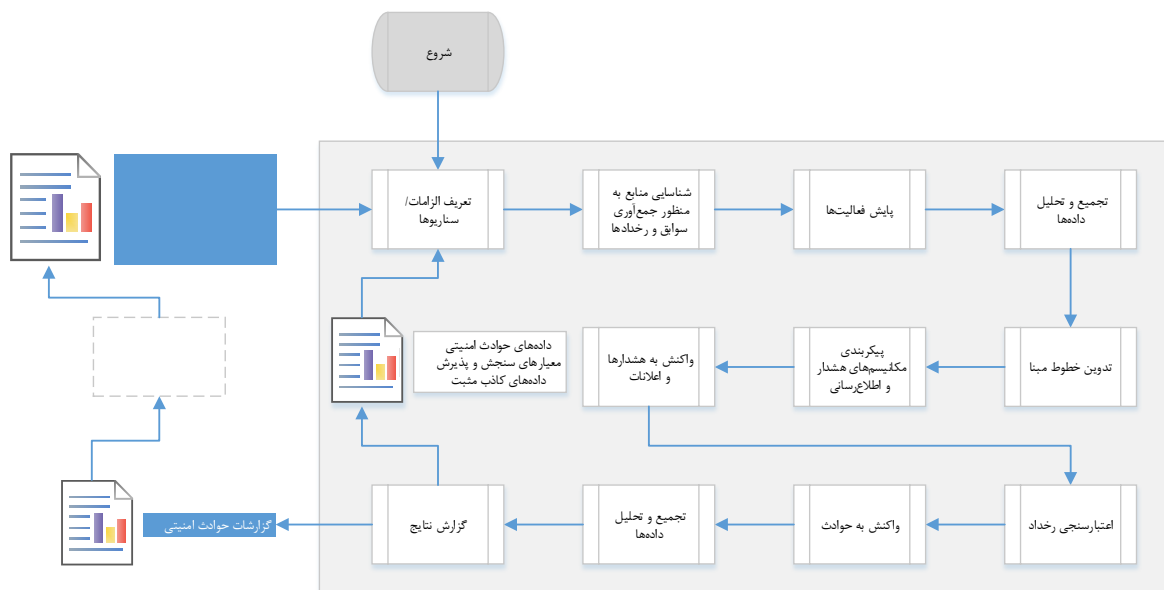 شروع
تعریف الزامات/
سناریوها
شناسایی منابع به
منظور جمع‌آوری
سوابق و رخدادها
پایش فعالیت‌ها
تجمیع و تحلیل
داده‌ها
تدوین خطوط مبنا
پیکربندی
مکانیسم‌های هشدار
و اطلاع‌رسانی
واکنش به هشدارها
و اعلانات
داده‌های حوادث امنیتی
معیارهای سنجش و پذیرش
داده‌های کاذب مثبت
اعتبارسنجی رخداد
واکنش به حوادث
تجمیع و تحلیل
داده‌ها
گزارش نتایج
گزارشات حوادث امنیتی